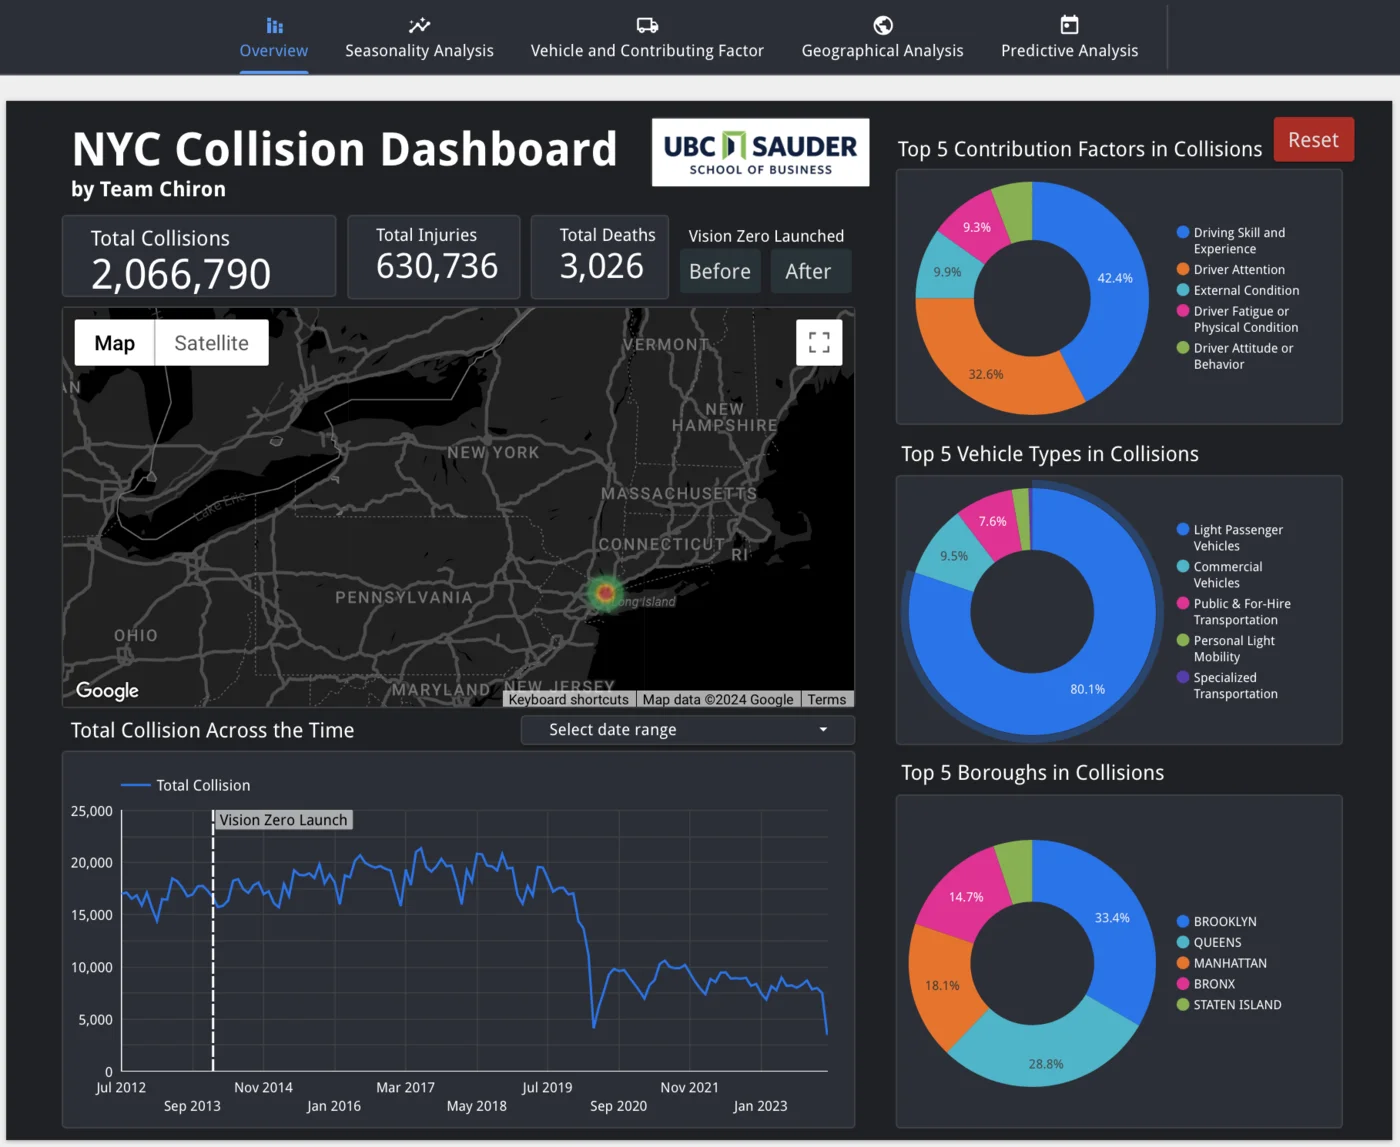 Overview
Seasonality Analysis
Vehicle and Contributing Factor
Geographical Analysis
Predictive Analysis
NYC Collision Dashboard
by Team Chiron
UBC SAUDER
SCHOOL OF BUSINESS
Total Collisions
2,066,790
Total Injuries
630,736
Total Deaths
3,026
Vision Zero Launched
Before
After
Map
Satellite
AN
VERMONT
NEW
HAMPSHIRE
NEW YORK
MASSACHUSETTS
Lake Erie
CONNECTICUT
RI
PENNSYLVANIA
ong Island
OHIO
MARYLAND
NEW JERSEY
Google
Keyboard shortcuts
Map data ©2024 Google
Terms
Total Collision Across the Time
Select date range
Total Collision
Vision Zero Launch
25,000
20,000
15,000
10,000
5,000
0
Jul 2012
Sep 2013
Nov 2014
Jan 2016
Mar 2017
May 2018
Jul 2019
Sep 2020
Nov 2021
Jan 2023
Top 5 Contribution Factors in Collisions
Reset
9.3%
9.9%
42.4%
32.6%
Driving Skill and
Experience
Driver Attention
External Condition
Driver Fatigue or
Physical Condition
Driver Attitude or
Behavior
Top 5 Vehicle Types in Collisions
7.6%
9.5%
80.1%
Light Passenger
Vehicles
Commercial
Vehicles
Public & For-Hire
Transportation
Personal Light
Mobility
Specialized
Transportation
Top 5 Boroughs in Collisions
14.7%
33.4%
18.1%
28.8%
BROOKLYN
QUEENS
MANHATTAN
BRONX
STATEN ISLAND